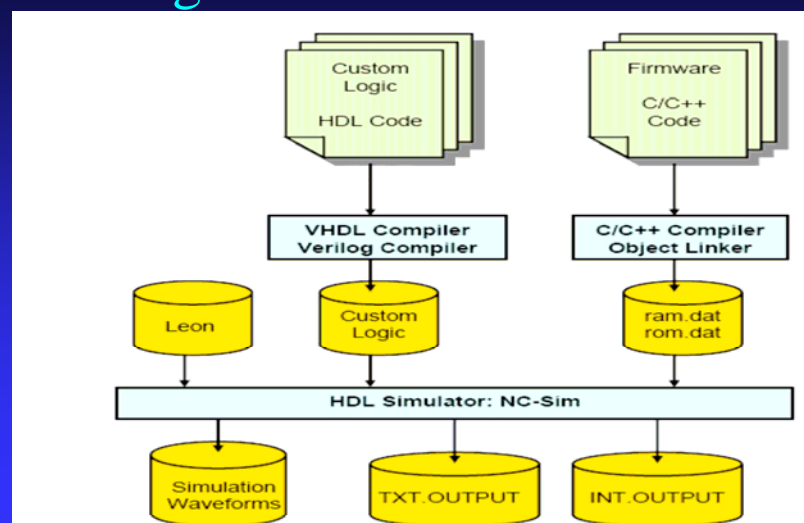 Custom
Logic
HDL Code
Firmware
C/C++
Code
VHDL Compiler
Verilog Compiler
C/C++ Compiler
Object Linker
Leon
Custom
Logic
ram.dat
rom.dat
HDL Simulator: NC-Sim
Simulation
Waveforms
TXT.OUTPUT
INT.OUTPUT